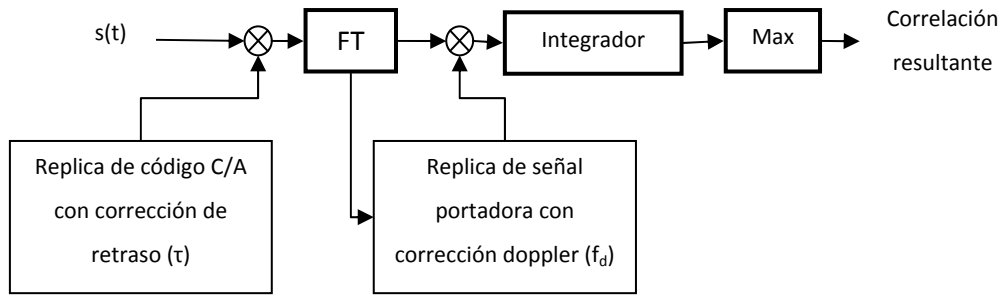 s(t)
FT
Integrador
Max
Correlación
resultante
Replica de código C/A
con corrección de
retraso (τ)
Replica de señal
portadora con
corrección doppler (fd)